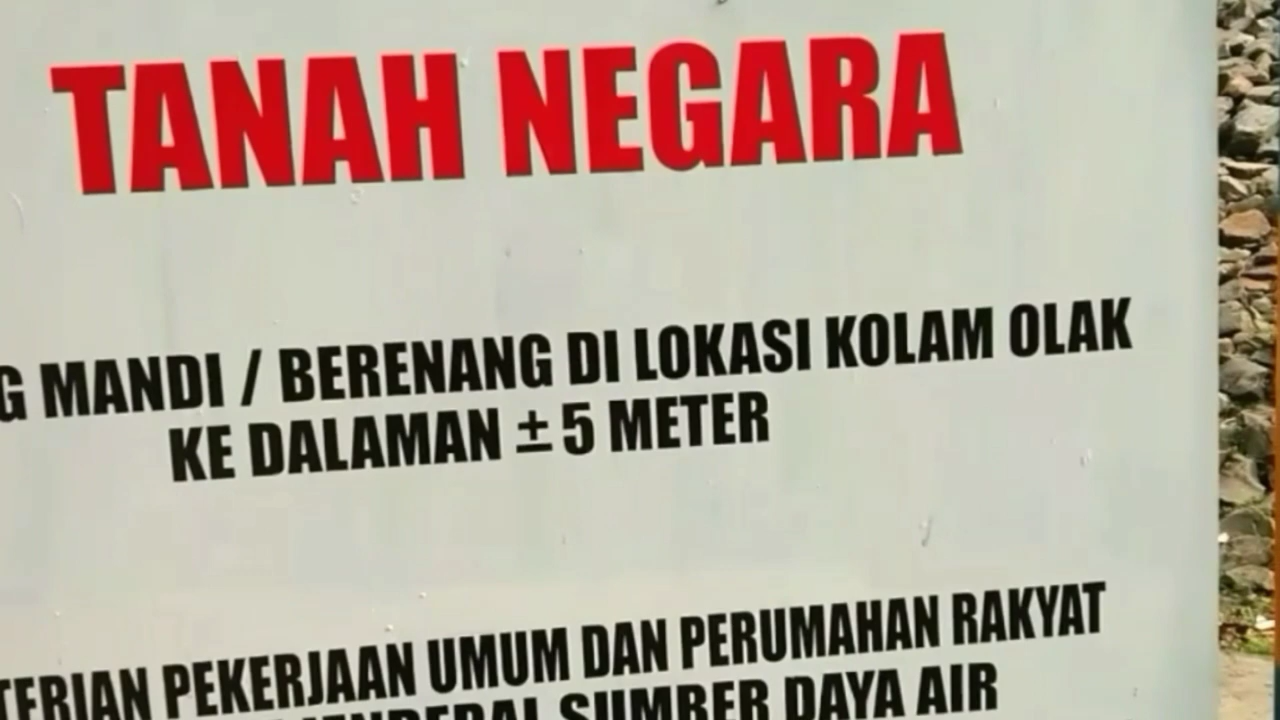 TANAH NEGARA
MANDI / BERENANG DI LOKASI KOLAM OLAK
KE DALAMAN ± 5 METER
PEKERJAAN UMUM DAN PERUMAHAN RAKYAT
SUMBER DAYA AIR